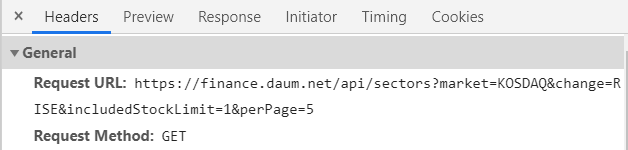 × Headers Preview Response Initiator Timing Cookies
▼ General
Request URL: https://finance.daum.net/api/sectors?market=KOSDAQ&change=R
ISE&includedStockLimit=1&perPage=5
Request Method: GET